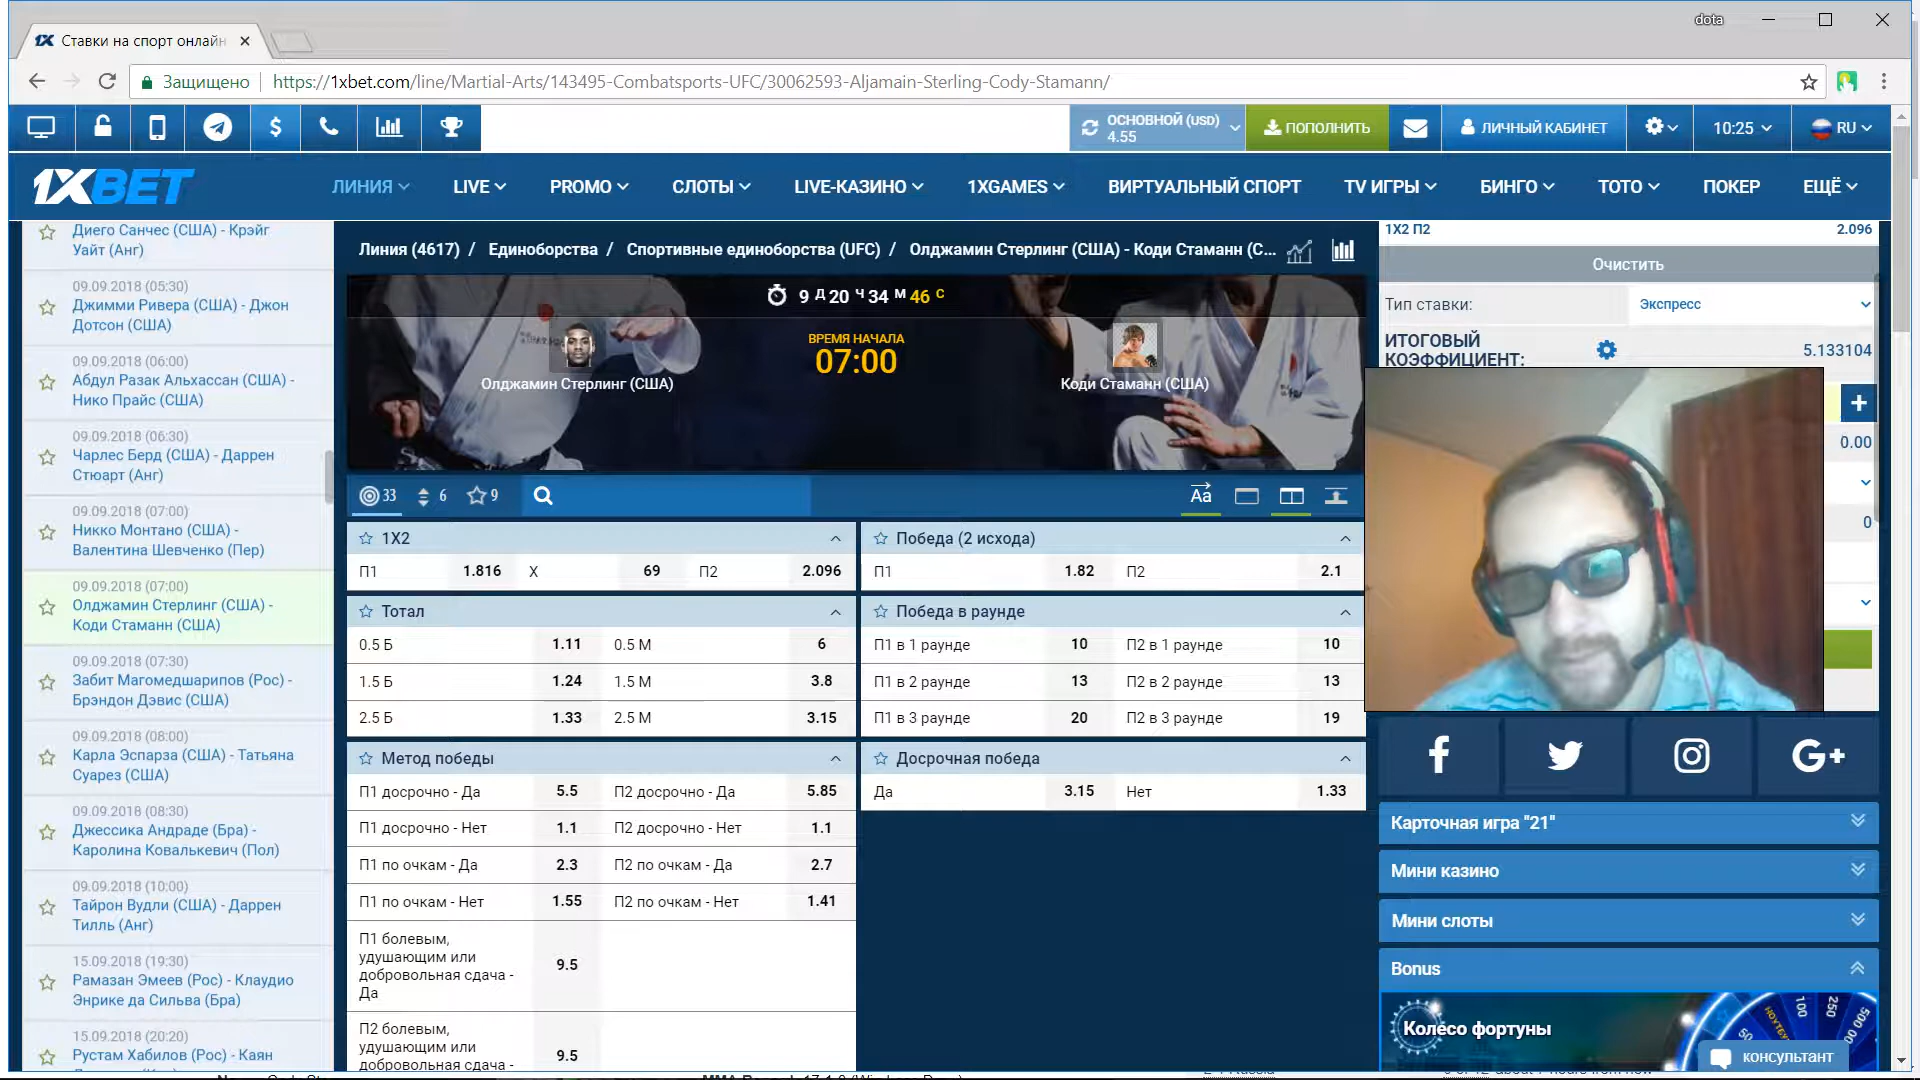 dota
1X Ставки на спорт онлайн
Защищено
https://1xbet.com/line/Martial-Arts/143495-Combatsports-UFC/30062593-Aljamain-Sterling-Cody-Stamann/
ОСНОВНОЙ (USD)
4.55
ПОПОЛНИТЬ
ЛИЧНЫЙ КАБИНЕТ
10:25
RU
1XBET
ЛИНИЯ
LIVE
PROMO
СЛОТЫ
LIVE-КАЗИНО
1XGAMES
ВИРТУАЛЬНЫЙ СПОРТ
TV ИГРЫ
БИНГО
ТОТО
ПОКЕР
ЕЩЁ
Диего Санчес (США) - Крэйг
Уайт (Анг)
09.09.2018 (05:30)
Джимми Ривера (США) - Джон
Дотсон (США)
09.09.2018 (06:00)
Абдул Разак Альхассан (США) -
Нико Прайс (США)
09.09.2018 (06:30)
Чарлес Берд (США) - Даррен
Стюарт (Анг)
09.09.2018 (07:00)
Никко Монтано (США) -
Валентина Шевченко (Пер)
09.09.2018 (07:00)
Олджамин Стерлинг (США) -
Коди Стаманн (США)
09.09.2018 (07:30)
Забит Магомедшарипов (Рос) -
Брэндон Дэвис (США)
09.09.2018 (08:00)
Карла Эспарза (США) - Татьяна
Суарез (США)
09.09.2018 (08:30)
Джессика Андраде (Бра) -
Каролина Ковалькевич (Пол)
09.09.2018 (10:00)
Тайрон Вудли (США) - Даррен
Тилль (Анг)
15.09.2018 (19:30)
Рамазан Эмеев (Рос) - Клаудио
Энрике да Сильва (Бра)
15.09.2018 (20:20)
Рустам Хабилов (Рос) - Каян
Линия (4617) / Единоборства / Спортивные единоборства (UFC) / Олджамин Стерлинг (США) - Коди Стаманн (С...
9 Д 20 Ч 34 М 46 С
ВРЕМЯ НАЧАЛА
07:00
Олджамин Стерлинг (США)
Коди Стаманн (США)
33
6
9
Aa
1X2
П1 1.816 X 69 П2 2.096
Тотал
0.5 Б 1.11 0.5 М 6
1.5 Б 1.24 1.5 М 3.8
2.5 Б 1.33 2.5 М 3.15
Метод победы
П1 досрочно - Да 5.5 П2 досрочно - Да 5.85
П1 досрочно - Нет 1.1 П2 досрочно - Нет 1.1
П1 по очкам - Да 2.3 П2 по очкам - Да 2.7
П1 по очкам - Нет 1.55 П2 по очкам - Нет 1.41
П1 болевым,
удушающим или
добровольная сдача -
Да
9.5
П2 болевым,
удушающим или
добровольная сдача -
9.5
Победа (2 исхода)
П1 1.82 П2 2.1
Победа в раунде
П1 в 1 раунде 10 П2 в 1 раунде 10
П1 в 2 раунде 13 П2 в 2 раунде 13
П1 в 3 раунде 20 П2 в 3 раунде 19
Досрочная победа
Да 3.15 Нет 1.33
1X2 П2 2.096
Очистить
Тип ставки: Экспресс
ИТОГОВЫЙ
КОЭФФИЦИЕНТ:
5.133104
+
0.00
0
f
G+
Карточная игра "21"
Мини казино
Мини слоты
Bonus
Колесо фортуны
100
250
500 000
50
НОУТБУК
консультант